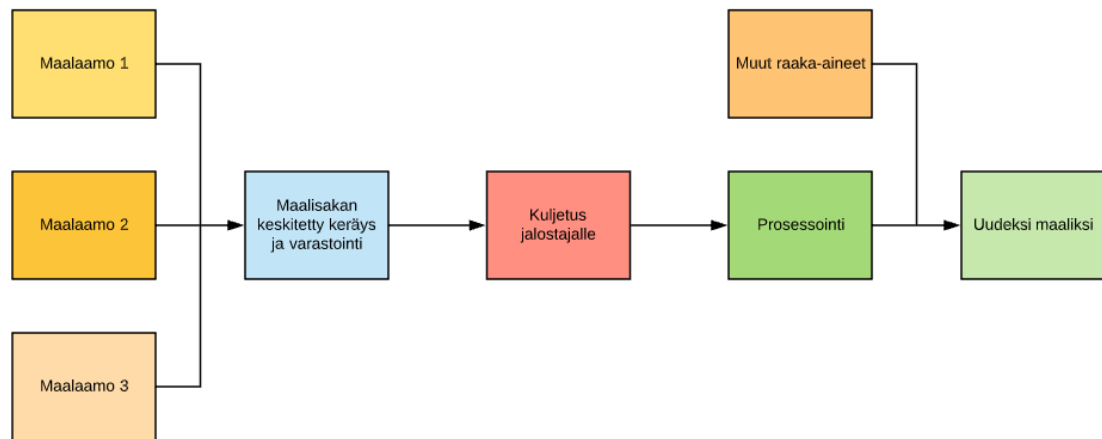 Maalaamo 1
Muut raaka-aineet
Maalaamo 2
Maalisakan
keskitetty keräys
ja varastointi
Kuljetus
jalostajalle
Prosessointi
Uudeksi maaliksi
Maalaamo 3